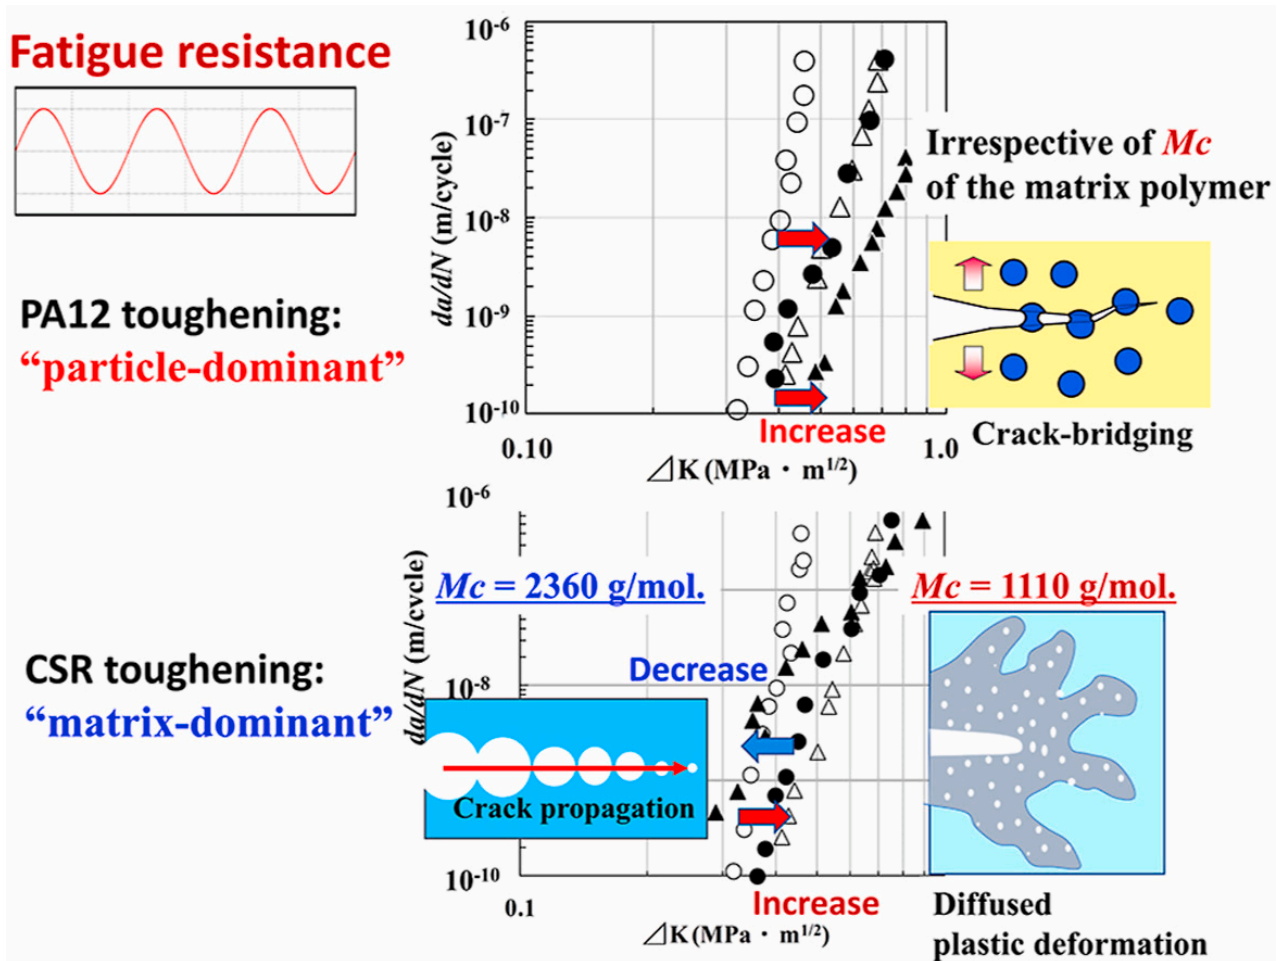 Fatigue resistance
PA12 toughening:
“particle-dominant”
10-6
10-7
10-8
10-9
10-10
da/dN (m/cycle)
0.10
1.0
Increase
⊿K (MPa・m1/2)
Irrespective of Mc
of the matrix polymer
Crack-bridging
CSR toughening:
“matrix-dominant”
10-6
10-8
10-10
da/dN (m/cvcle)
0.1
Mc = 2360 g/mol.
Decrease
Crack propagation
Increase
⊿K (MPa・m1/2)
Mc = 1110 g/mol.
Diffused
plastic deformation